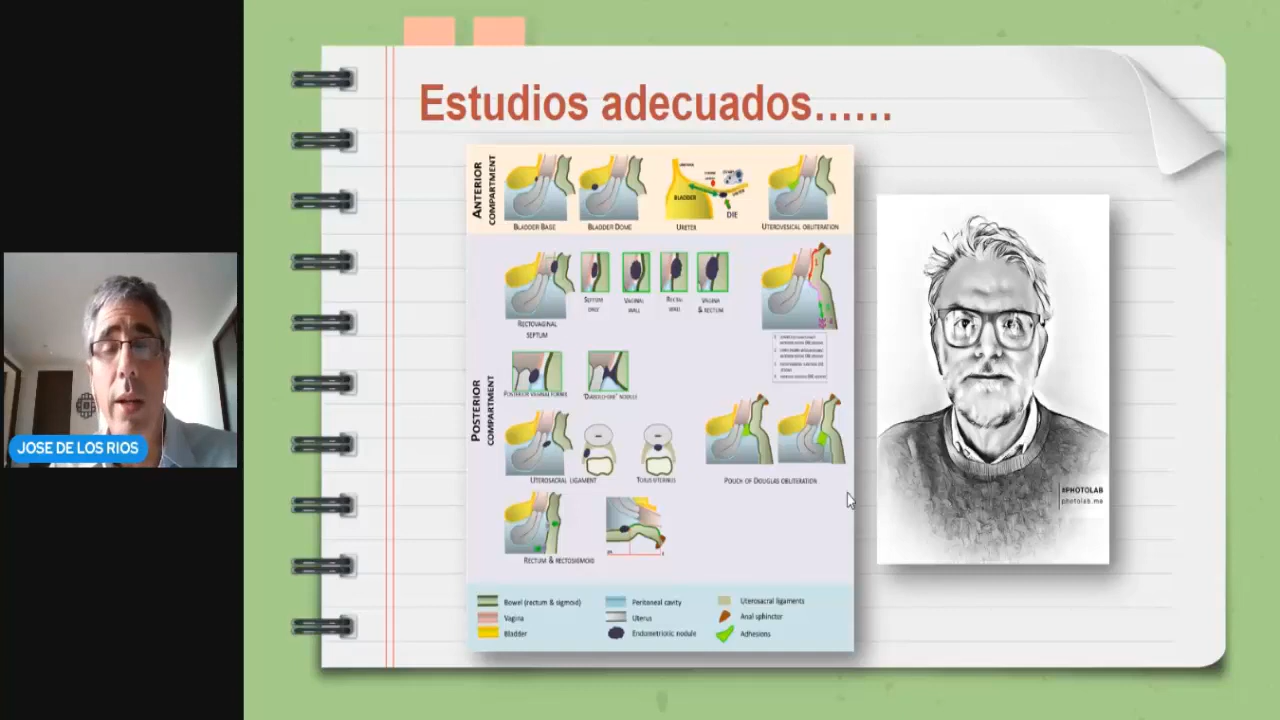 Estudios adecuados......
ANTERIOR
COMPARTMENT
BLADDER BASE
BLADDER DOME
BLADDER
DIE
URETER
UTEROVESICAL OBLITERATION
POSTERIOR
COMPARTMENT
RECTOVAGINAL
SEPTUM
SEPTUM
ONLY
VAGINAL
WALL
RECTAL
WALL
VAGINA
& RECTUM
POSTERIOR VAGINAL FORNIX
"DIABOLO-LIKE" NODULE
UTEROSACRAL LIGAMENT
TORUS UTERINUS
POUCH OF DOUGLAS OBLITERATION
RECTUM & RECTOSIGMOID
Bowel (rectum & sigmoid)
Vagina
Bladder
Peritoneal cavity
Uterus
Endometriotic nodule
Uterosacral ligaments
Anal sphincter
Adhesions
#PHOTOLAB
photolab.me
JOSE DE LOS RIOS